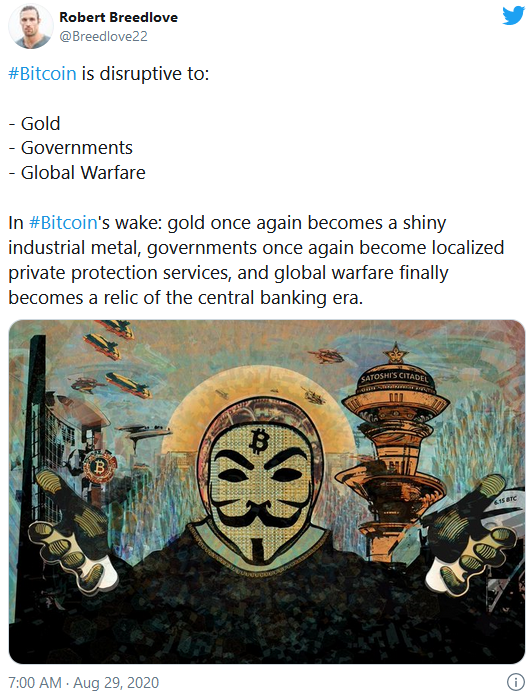 Robert Breedlove
@Breedlove22
#Bitcoin is disruptive to:
- Gold
- Governments
- Global Warfare
In #Bitcoin's wake: gold once again becomes a shiny
industrial metal, governments once again become localized
private protection services, and global warfare finally
becomes a relic of the central banking era.
SATOSHI'S CITADEL
6.15 BTC
7:00 AM · Aug 29, 2020